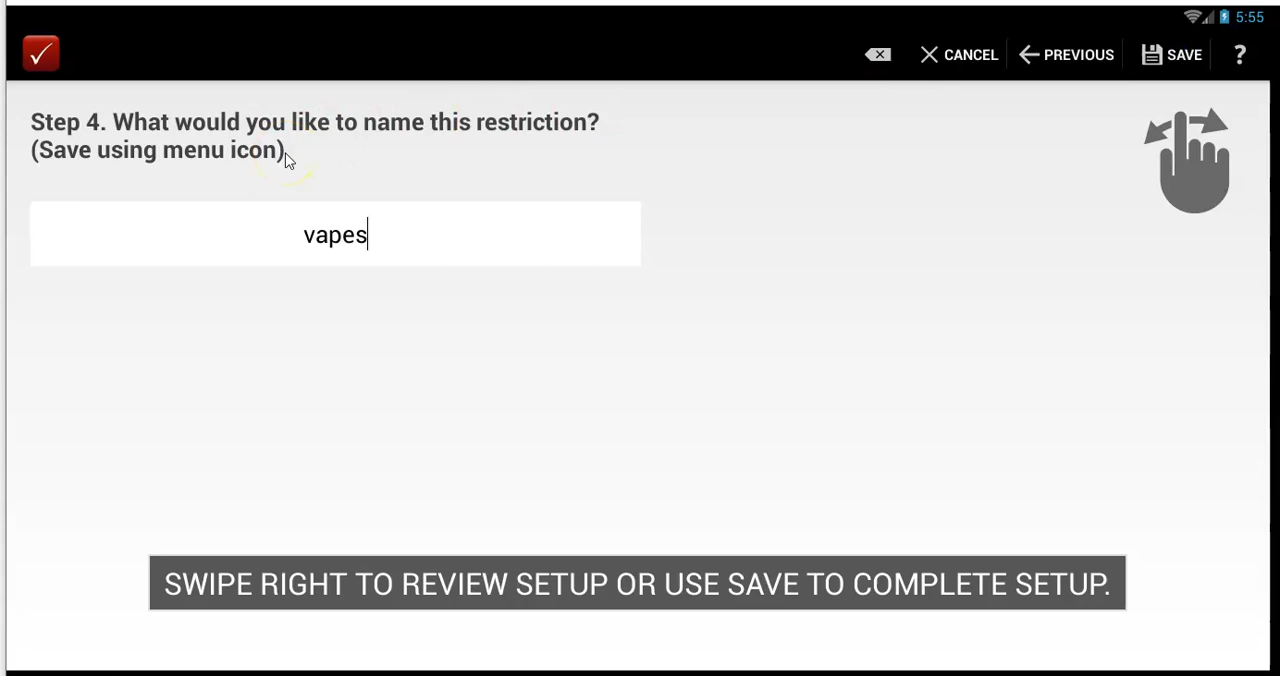 5:55
CANCEL PREVIOUS SAVE ?
Step 4. What would you like to name this restriction?
(Save using menu icon)
vapes
SWIPE RIGHT TO REVIEW SETUP OR USE SAVE TO COMPLETE SETUP.